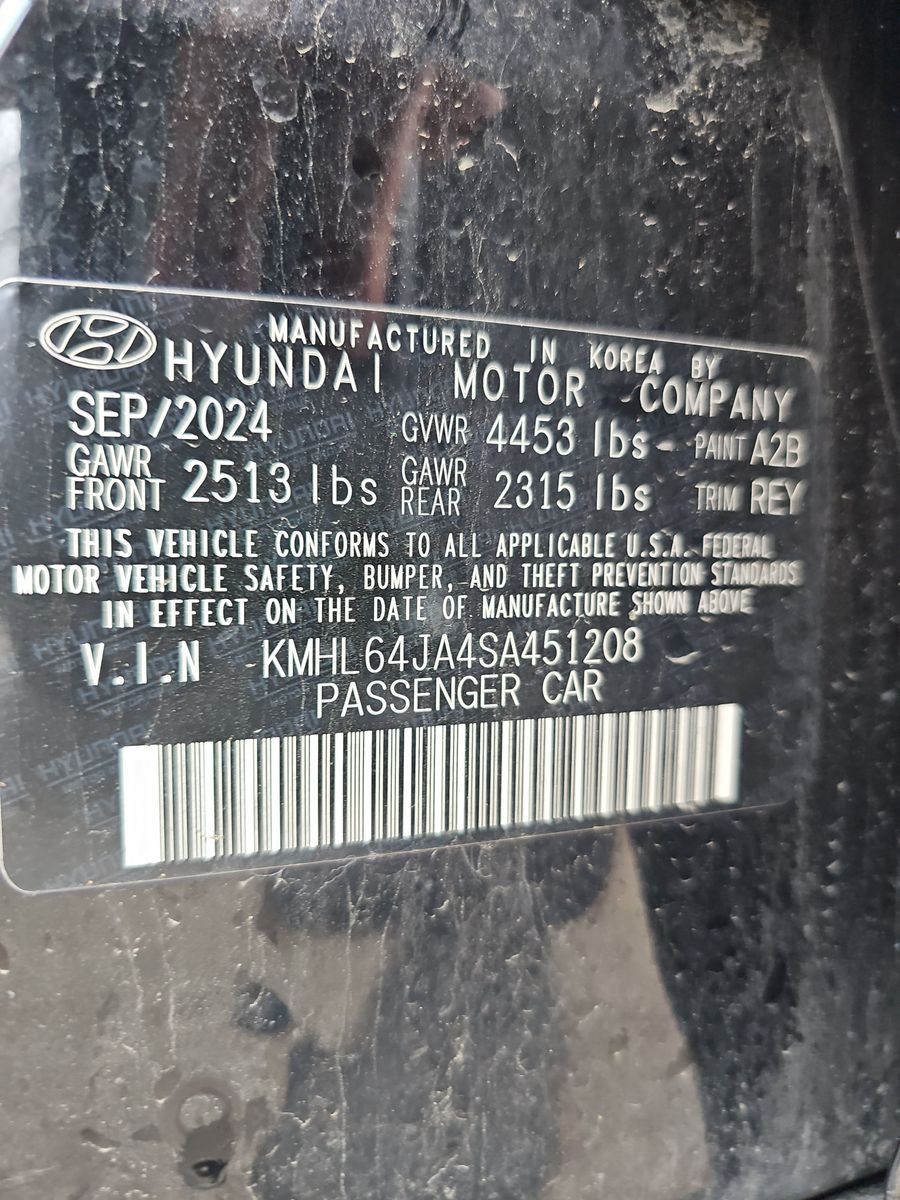 MANUFACTURED IN KOREA BY
HYUNDAI MOTOR COMPANY
SEP/2024 GVWR 4453 lbs PAINT A2B
GAWR FRONT 2513 lbs GAWR REAR 2315 lbs TRIM REY
THIS VEHICLE CONFORMS TO ALL APPLICABLE U.S.A. FEDERAL
MOTOR VEHICLE SAFETY, BUMPER, AND THEFT PREVENTION STANDARDS
IN EFFECT ON THE DATE OF MANUFACTURE SHOWN ABOVE
V.I.N KMHL64JA4SA451208
PASSENGER CAR